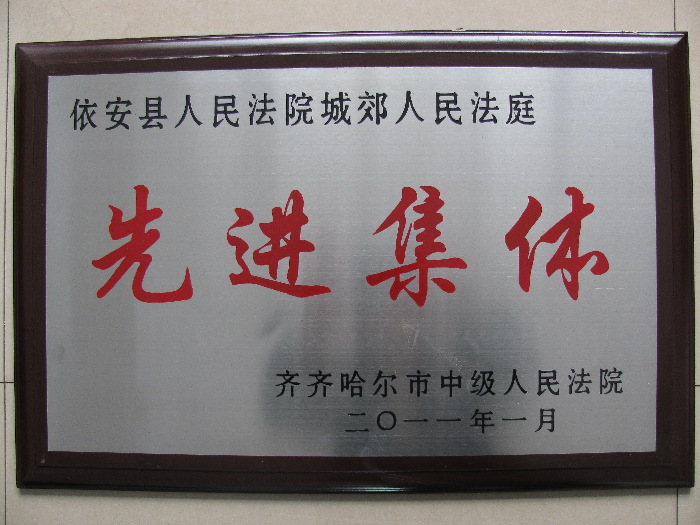 依安县人民法院城郊人民法庭
先进集体
齐齐哈尔市中级人民法院
二〇一一年一月